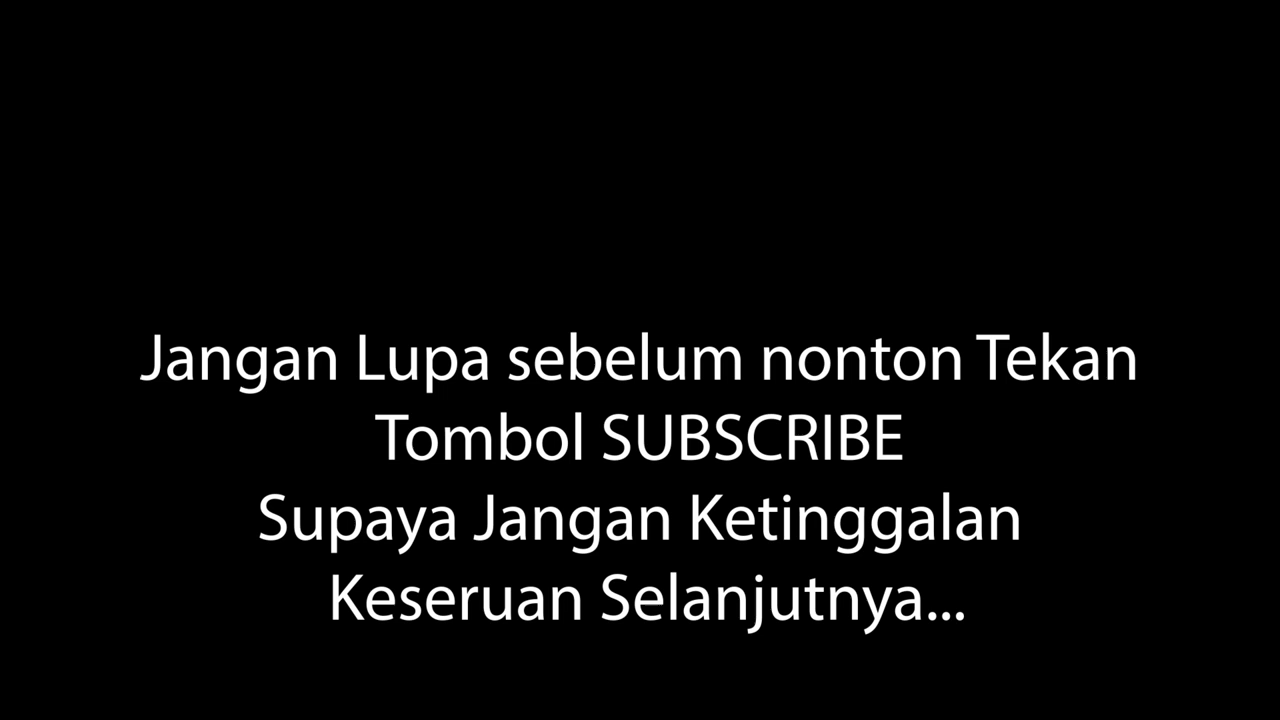 Jangan Lupa sebelum nonton Tekan
Tombol SUBSCRIBE
Supaya Jangan Ketinggalan
Keseruan Selanjutnya...